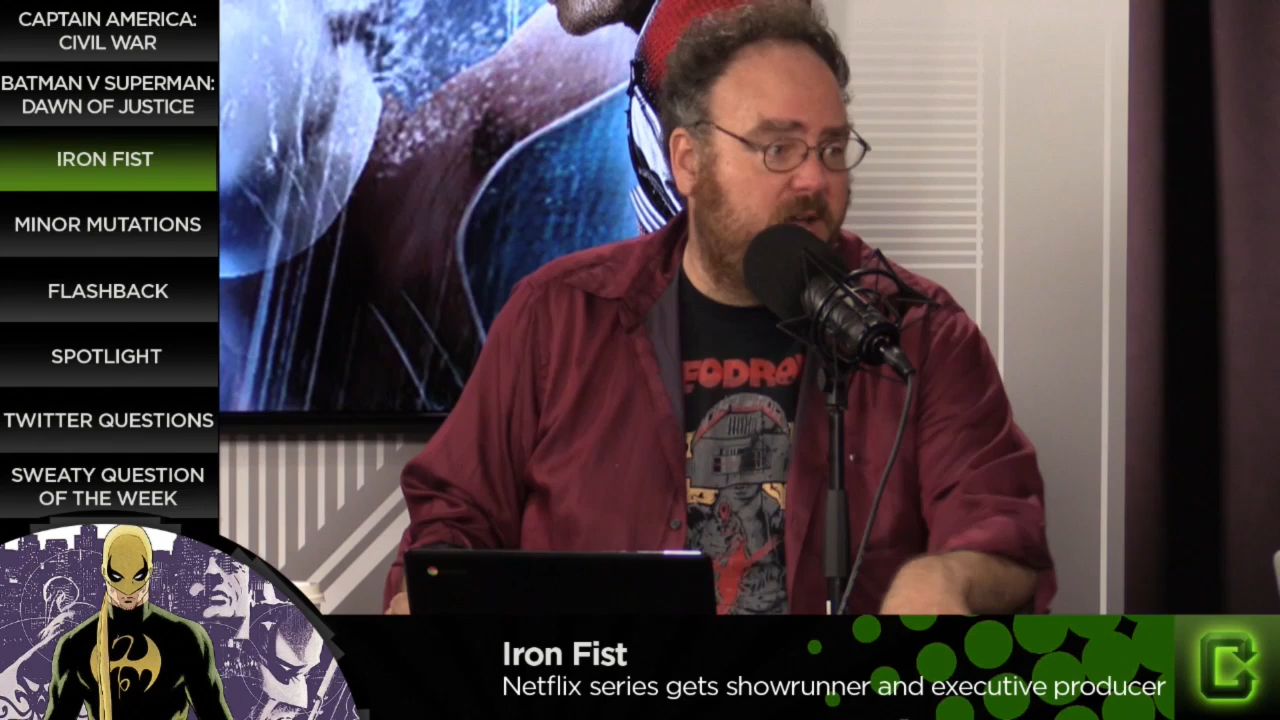 CAPTAIN AMERICA:
CIVIL WAR
BATMAN V SUPERMAN:
DAWN OF JUSTICE
IRON FIST
MINOR MUTATIONS
FLASHBACK
SPOTLIGHT
TWITTER QUESTIONS
SWEATY QUESTION
OF THE WEEK
Iron Fist
Netflix series gets showrunner and executive producer